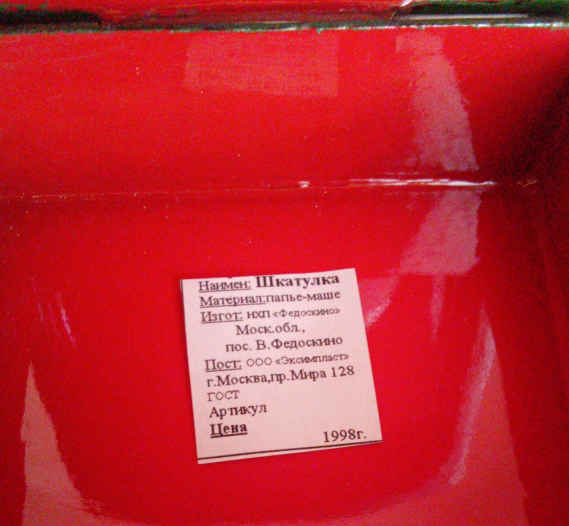 Наимен: Шкатулка
Материал:папье-маше
Изгот: нхп «Федоскино»
Моск.обл.,
пос. В.Федоскино
Пост: ООО «Эксимпласт»
г.Москва,пр.Мира 128
ГОСТ
Артикул
Цена
1998г.